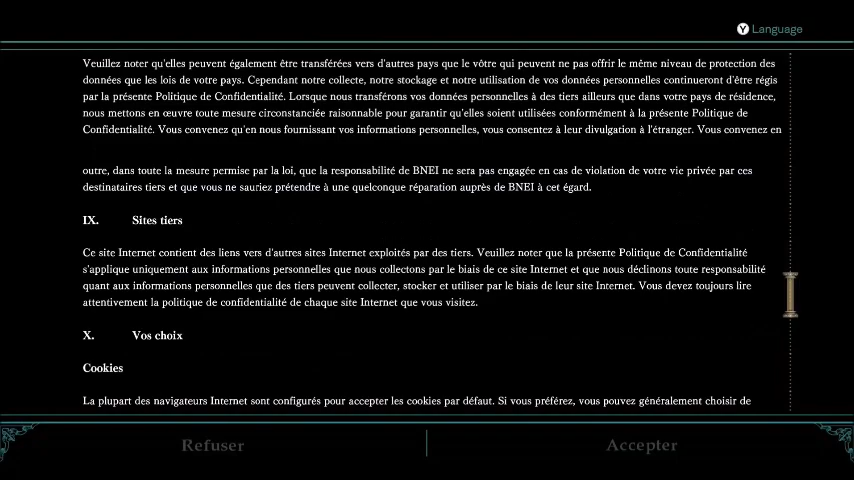 Y Language
Veuillez noter qu'elles peuvent également être transférées vers d'autres pays que le vôtre qui peuvent ne pas offrir le même niveau de protection des
données que les lois de votre pays. Cependant notre collecte, notre stockage et notre utilisation de vos données personnelles continueront d'être régis
par la présente Politique de Confidentialité. Lorsque nous transférons vos données personnelles à des tiers ailleurs que dans votre pays de résidence,
nous mettons en œuvre toute mesure circonstanciée raisonnable pour garantir qu'elles soient utilisées conformément à la présente Politique de
Confidentialité. Vous convenez qu'en nous fournissant vos informations personnelles, vous consentez à leur divulgation à l'étranger. Vous convenez en
outre, dans toute la mesure permise par la loi, que la responsabilité de BNEI ne sera pas engagée en cas de violation de votre vie privée par ces
destinataires tiers et que vous ne sauriez prétendre à une quelconque réparation auprès de BNEI à cet égard.
IX. Sites tiers
Ce site Internet contient des liens vers d'autres sites Internet exploités par des tiers. Veuillez noter que la présente Politique de Confidentialité
s'applique uniquement aux informations personnelles que nous collectons par le biais de ce site Internet et que nous déclinons toute responsabilité
quant aux informations personnelles que des tiers peuvent collecter, stocker et utiliser par le biais de leur site Internet. Vous devez toujours lire
attentivement la politique de confidentialité de chaque site Internet que vous visitez.
X. Vos choix
Cookies
La plupart des navigateurs Internet sont configurés pour accepter les cookies par défaut. Si vous préférez, vous pouvez généralement choisir de
Refuser
Accepter